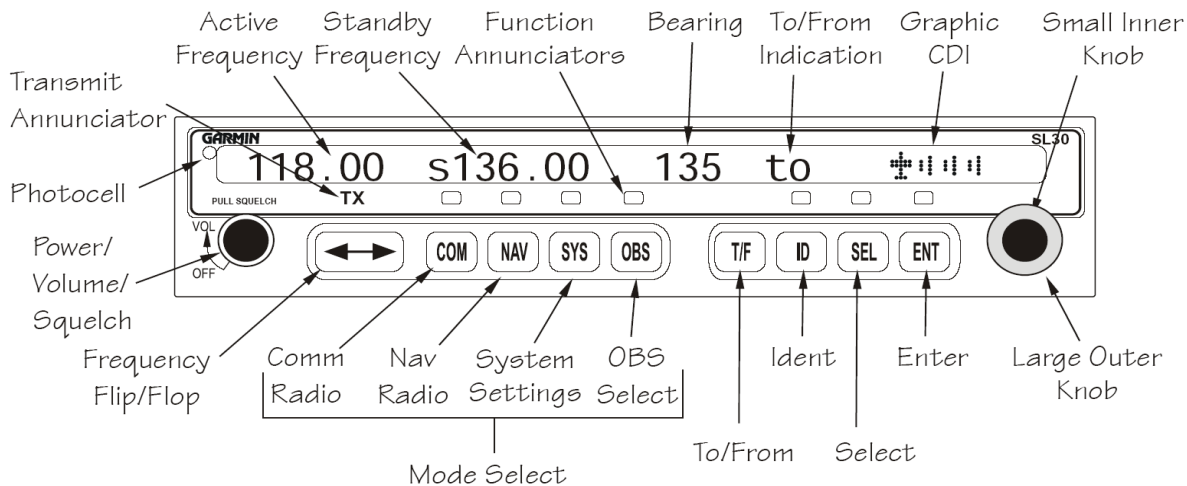 Active
Frequency
Standby
Frequency
Function
Annunciators
Bearing
To/From
Indication
Graphic
CDI
Small Inner
Knob
Transmit
Annunciator
Photocell
Power/
Volume/
Squelch
GARMIN
SL30
118.00 s136.00 135 to
TX
PULL SQUELCH
VOL
OFF
COM NAV SYS OBS T/F ID SEL ENT
Frequency
Flip/Flop
Comm
Radio
Nav
Radio
System
Settings
OBS
Select
Mode Select
To/From
Ident
Select
Enter
Large Outer
Knob